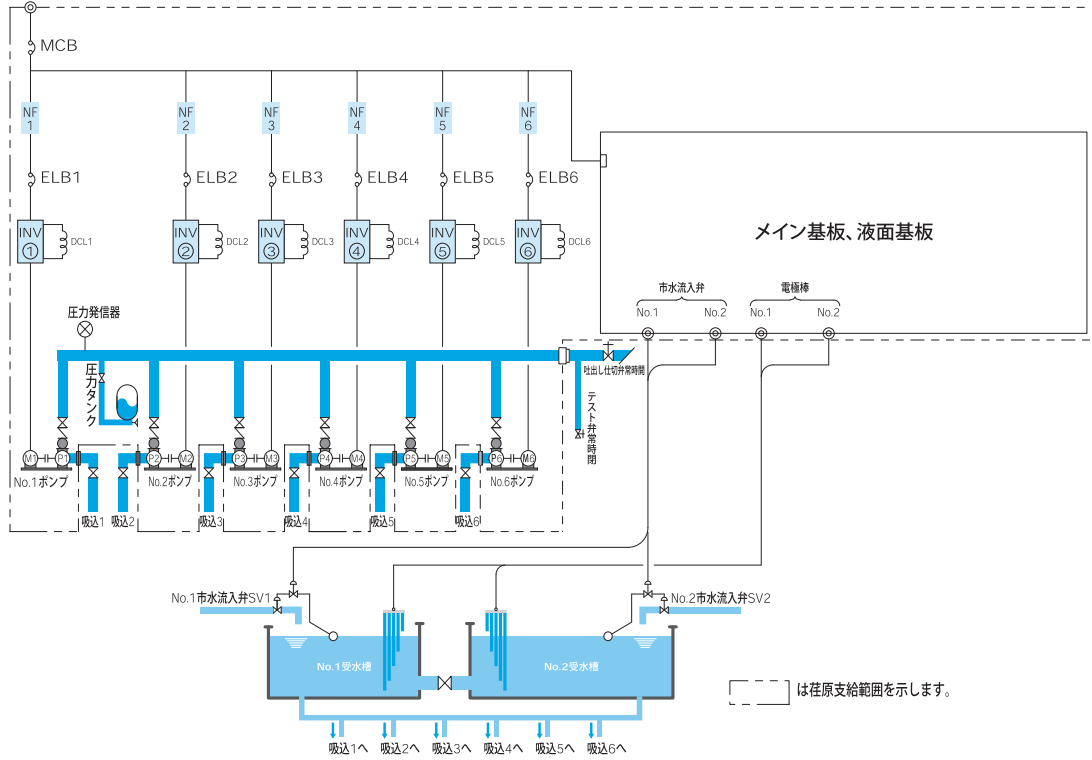 MCB
NF
1
NF
2
NF
3
NF
4
NF
5
NF
6
ELB1
ELB2
ELB3
ELB4
ELB5
ELB6
INV
①
DCL1
INV
②
DCL2
INV
③
DCL3
INV
④
DCL4
INV
⑤
DCL5
INV
⑥
DCL6
メイン基板、液面基板
市水流入弁
電極棒
No.1
No.2
No.1
No.2
圧力発信器
圧力タンク
吐出し仕切弁常時開
テスト弁常時閉
M1
P1
P2
M2
P3
M3
P4
M4
P5
M5
P6
M6
No.1ポンプ
No.2ポンプ
No.3ポンプ
No.4ポンプ
No.5ポンプ
No.6ポンプ
吸込1
吸込2
吸込3
吸込4
吸込5
吸込6
No.1市水流入弁SV1
No.2市水流入弁SV2
No.1受水槽
No.2受水槽
は荏原支給範囲を示します。
吸込1へ
吸込2へ
吸込3へ
吸込4へ
吸込5へ
吸込6へ